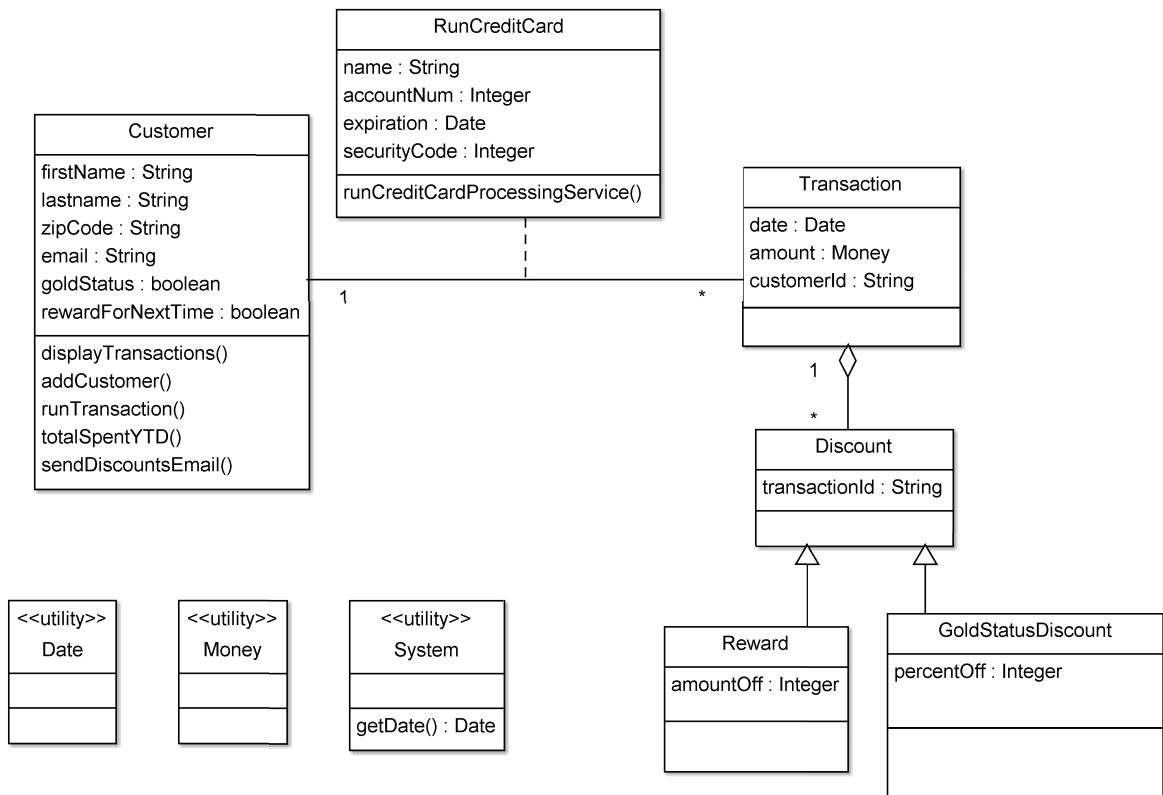 RunCreditCard
name : String
accountNum : Integer
expiration : Date
securityCode : Integer
runCreditCardProcessingService()
Customer
firstName : String
lastname : String
zipCode : String
email : String
goldStatus : boolean
rewardForNextTime : boolean
displayTransactions()
addCustomer()
runTransaction()
totalSpentYTD()
sendDiscountsEmail()
1
*
Transaction
date : Date
amount : Money
customerId : String
1
*
Discount
transactionId : String
<<utility>>
Date
<<utility>>
Money
<<utility>>
System
getDate() : Date
Reward
amountOff : Integer
GoldStatusDiscount
percentOff : Integer